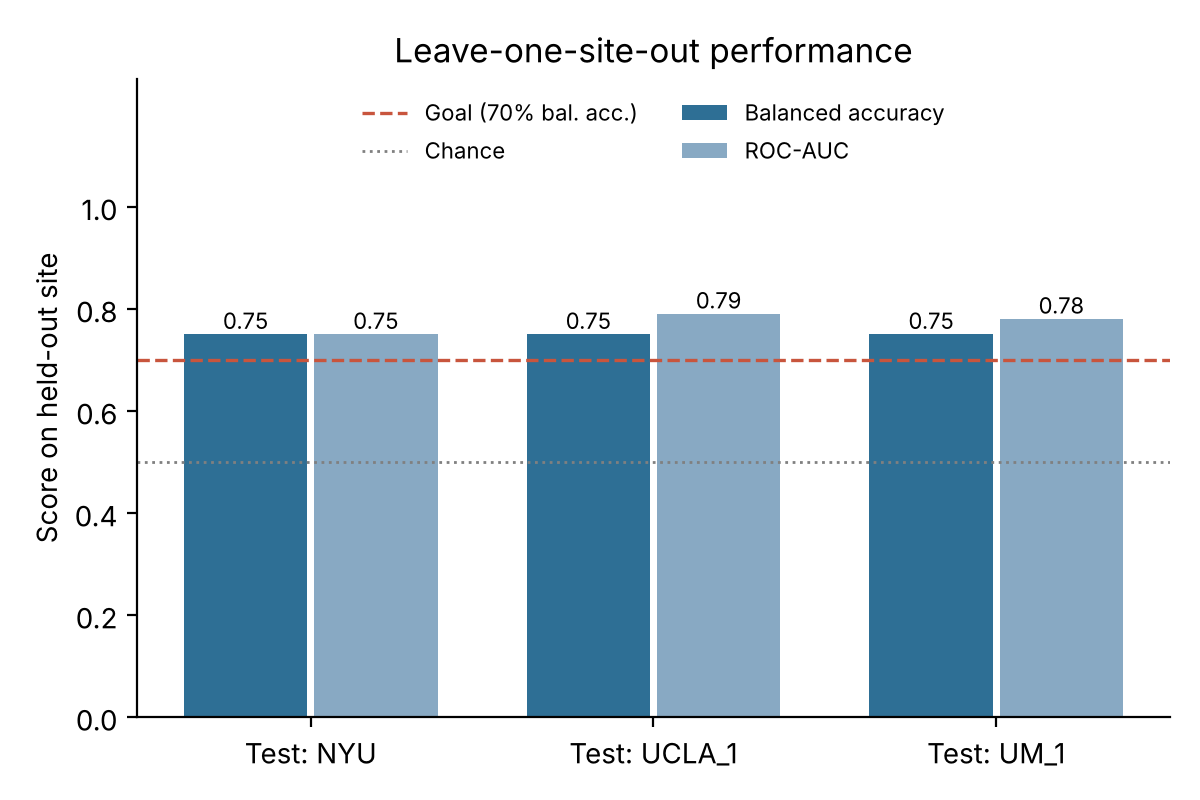 Leave-one-site-out performance
Goal (70% bal. acc.)
Chance
Balanced accuracy
ROC-AUC
Score on held-out site
1.0
0.8
0.6
0.4
0.2
0.0
0.75
0.75
0.75
0.79
0.75
0.78
Test: NYU
Test: UCLA_1
Test: UM_1